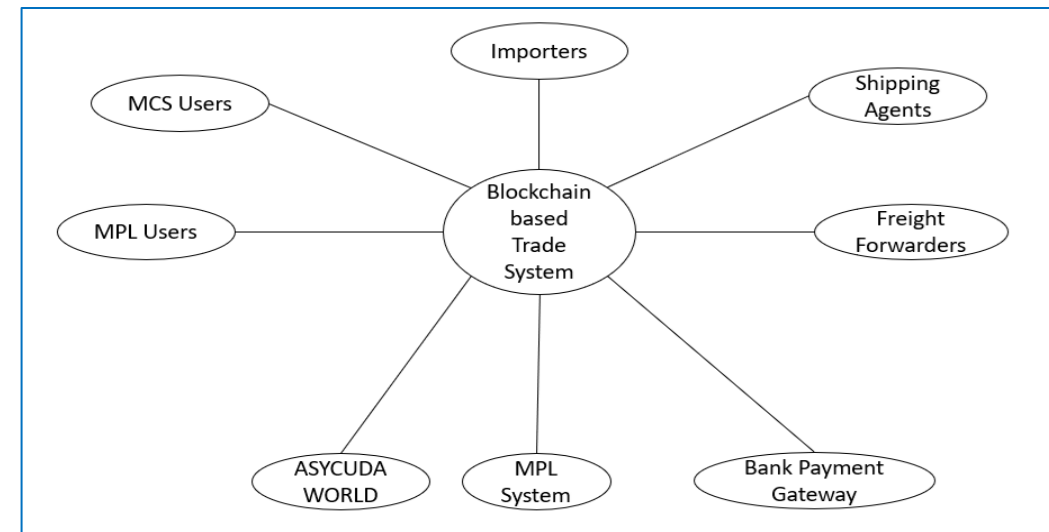 Importers
MCS Users
Shipping
Agents
Blockchain
based
Trade
System
MPL Users
Freight
Forwarders
ASYCUDA
WORLD
MPL
System
Bank Payment
Gateway